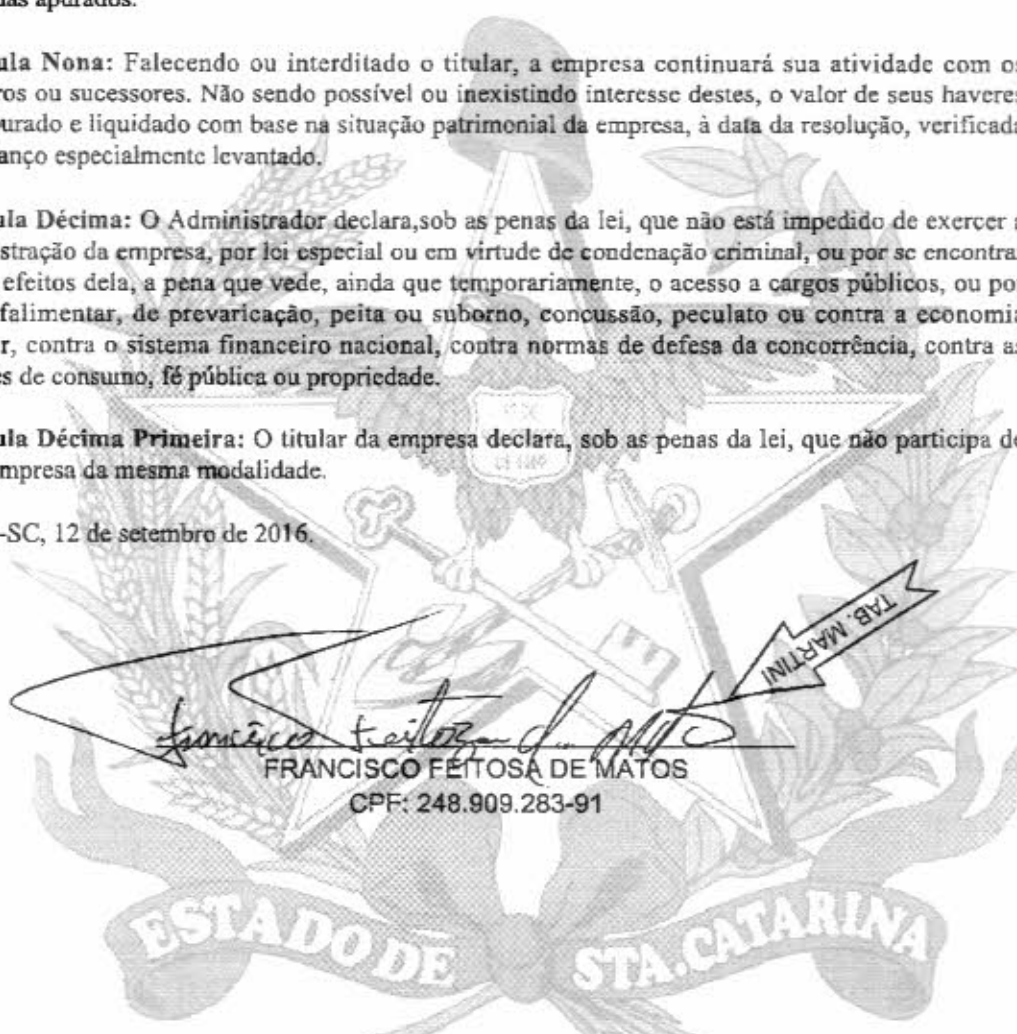 nas apurados.
ula Nona: Falecendo ou interditado o titular, a empresa continuará sua atividade com os
ros ou sucessores. Não sendo possível ou inexistindo interesse destes, o valor de seus haveres
urado e liquidado com base na situação patrimonial da empresa, à data da resolução, verificada
anço especialmente levantado.
ula Décima: O Administrador declara,sob as penas da lei, que não está impedido de exercer a
stração da empresa, por lei especial ou em virtude de condenação criminal, ou por se encontrar
efeitos dela, a pena que vede, ainda que temporariamente, o acesso a cargos públicos, ou por
falimentar, de prevaricação, peita ou suborno, concussão, peculato ou contra a economia
r, contra o sistema financeiro nacional, contra normas de defesa da concorrência, contra as
es de consumo, fé pública ou propriedade.
ula Décima Primeira: O titular da empresa declara, sob as penas da lei, que não participa de
mpresa da mesma modalidade.
-SC, 12 de setembro de 2016.
TAB. MARTINI
Francisco Feitoza de Matos
FRANCISCO FEITOSA DE MATOS
CPF: 248.909.283-91
ESTADO DE STA.CATARINA